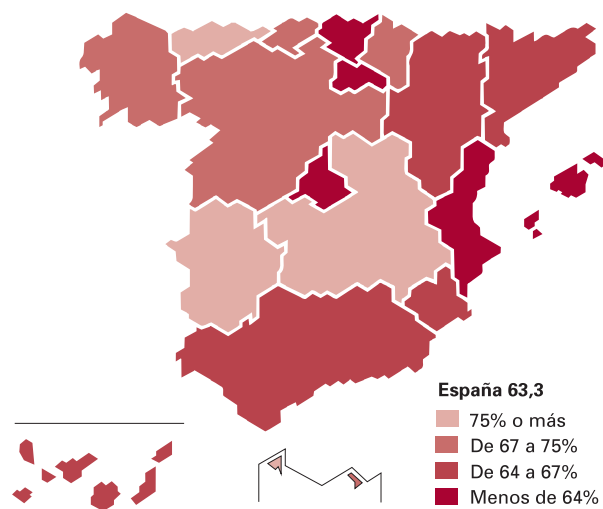 España 63,3
75% o más
De 67 a 75%
De 64 a 67%
Menos de 64%